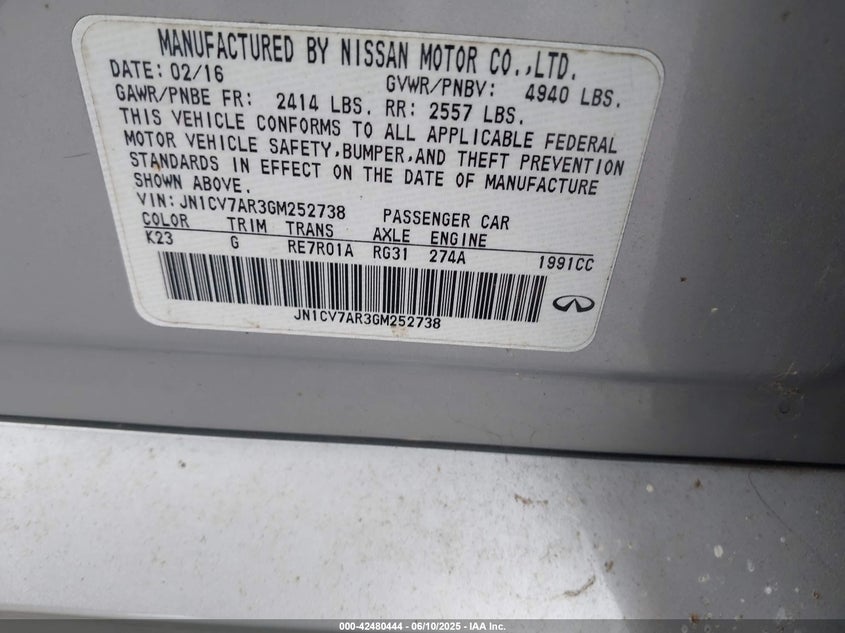 MANUFACTURED BY NISSAN MOTOR CO.,LTD.
DATE: 02/16 GVWR/PNBV: 4940 LBS.
GAWR/PNBE FR: 2414 LBS. RR: 2557 LBS.
THIS VEHICLE CONFORMS TO ALL APPLICABLE FEDERAL
MOTOR VEHICLE SAFETY,BUMPER,AND THEFT PREVENTION
STANDARDS IN EFFECT ON THE DATE OF MANUFACTURE
SHOWN ABOVE.
VIN: JN1CV7AR3GM252738 PASSENGER CAR
COLOR TRIM TRANS AXLE ENGINE
K23 G RE7R01A RG31 274A 1991CC
JN1CV7AR3GM252738
000-42480444 - 06/10/2025 - IAA Inc.